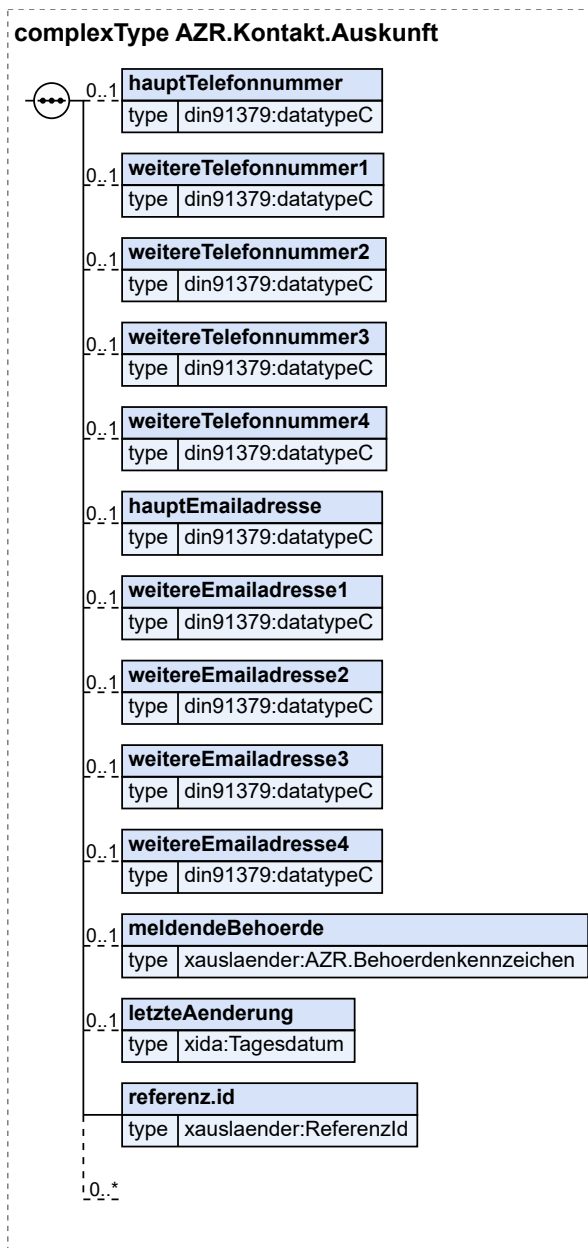 complexType AZR.Kontakt.Auskunft
0..1 hauptTelefonnummer
type din91379:datatypeC
0..1 weitereTelefonnummer1
type din91379:datatypeC
0..1 weitereTelefonnummer2
type din91379:datatypeC
0..1 weitereTelefonnummer3
type din91379:datatypeC
0..1 weitereTelefonnummer4
type din91379:datatypeC
0..1 hauptEmailadresse
type din91379:datatypeC
0..1 weitereEmailadresse1
type din91379:datatypeC
0..1 weitereEmailadresse2
type din91379:datatypeC
0..1 weitereEmailadresse3
type din91379:datatypeC
0..1 weitereEmailadresse4
type din91379:datatypeC
0..1 meldendeBehoerde
type xauslaender:AZR.Behoerdenkennzeichen
0..1 letzteAenderung
type xida:Tagesdatum
referenz.id
type xauslaender:ReferenzId
0..*